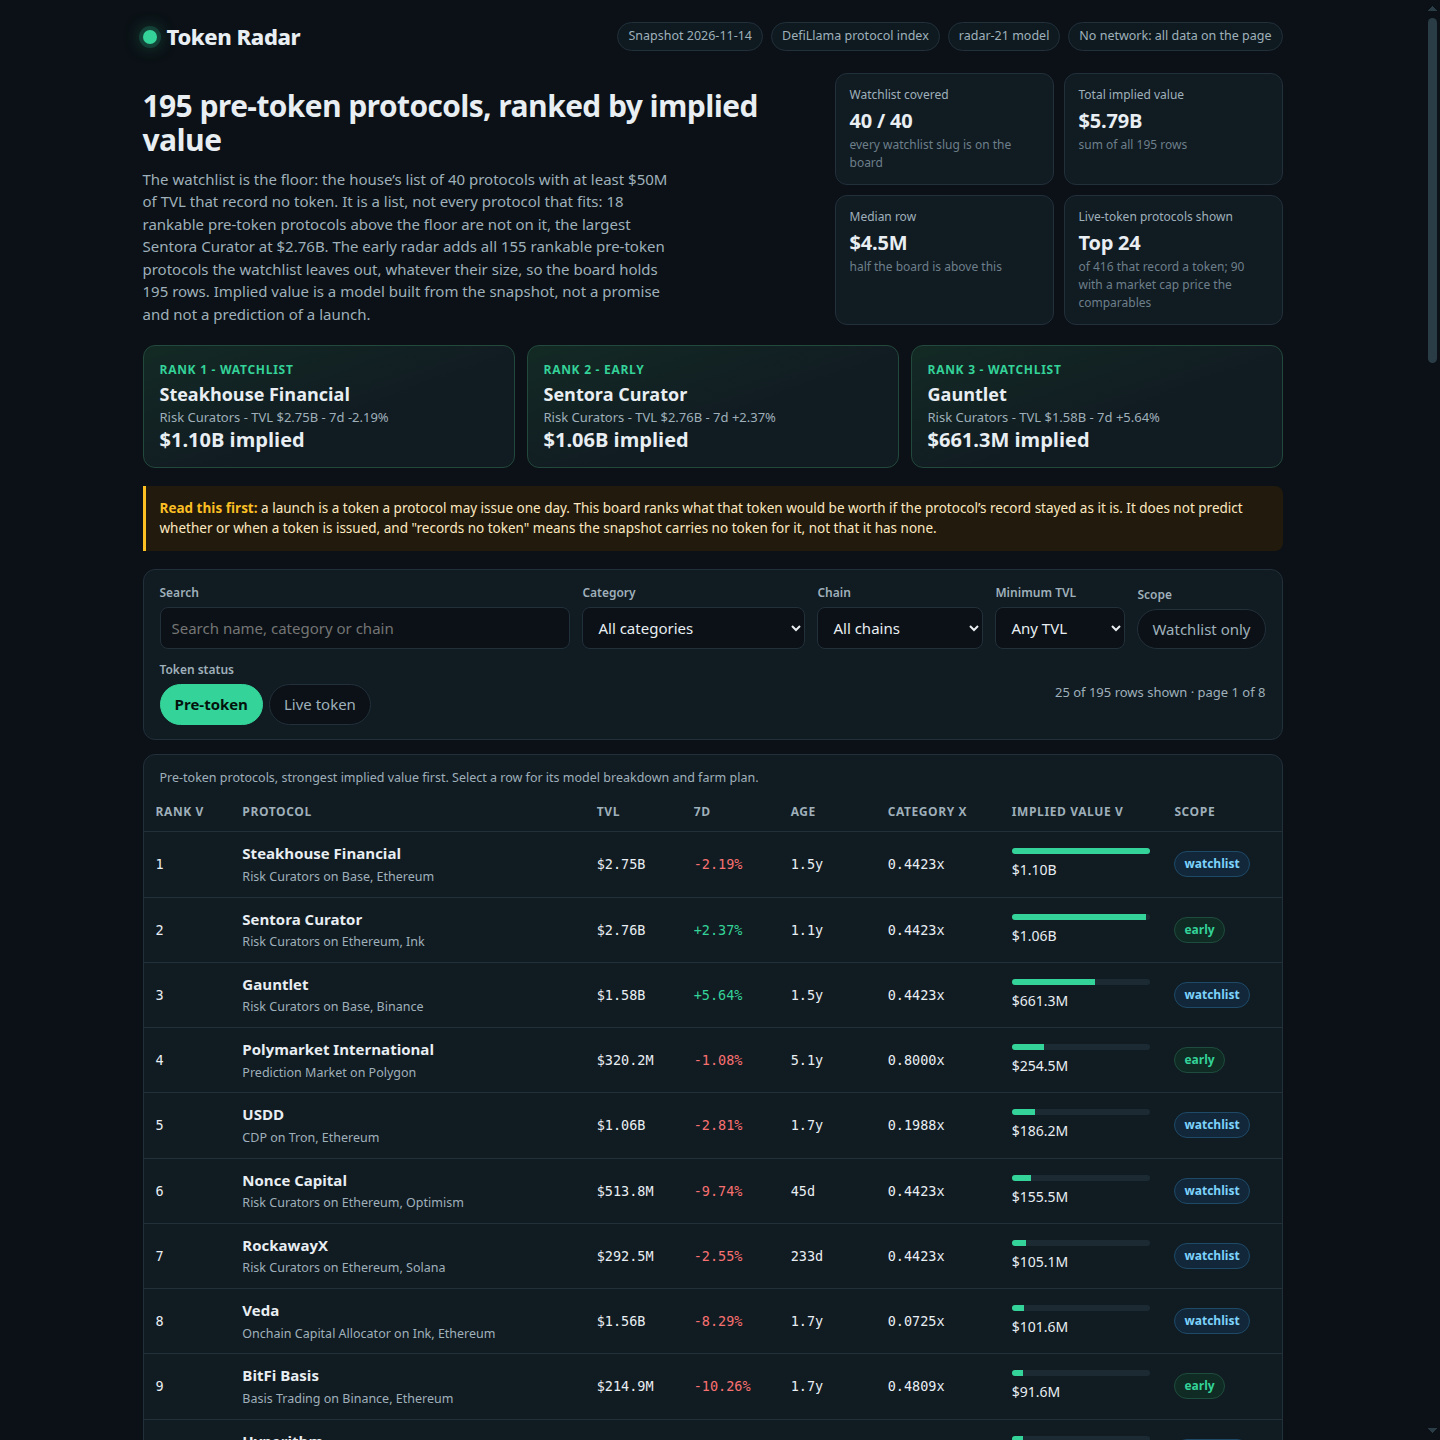 Token Radar
Snapshot 2026-11-14
DefiLlama protocol index
radar-21 model
No network: all data on the page
195 pre-token protocols, ranked by implied
value
The watchlist is the floor: the house's list of 40 protocols with at least $50M
of TVL that record no token. It is a list, not every protocol that fits: 18
rankable pre-token protocols above the floor are not on it, the largest
Sentora Curator at $2.76B. The early radar adds all 155 rankable pre-token
protocols the watchlist leaves out, whatever their size, so the board holds
195 rows. Implied value is a model built from the snapshot, not a promise
and not a prediction of a launch.
Watchlist covered
40 / 40
every watchlist slug is on the
board
Total implied value
$5.79B
sum of all 195 rows
Median row
$4.5M
half the board is above this
Live-token protocols shown
Top 24
of 416 that record a token; 90
with a market cap price the
comparables
RANK 1 - WATCHLIST
Steakhouse Financial
Risk Curators - TVL $2.75B - 7d -2.19%
$1.10B implied
RANK 2 - EARLY
Sentora Curator
Risk Curators - TVL $2.76B - 7d +2.37%
$1.06B implied
RANK 3 - WATCHLIST
Gauntlet
Risk Curators - TVL $1.58B - 7d +5.64%
$661.3M implied
Read this first: a launch is a token a protocol may issue one day. This board ranks what that token would be worth if the protocol's record stayed as it is. It does not predict
whether or when a token is issued, and "records no token" means the snapshot carries no token for it, not that it has none.
Search
Search name, category or chain
Category
All categories
Chain
All chains
Minimum TVL
Any TVL
Scope
Watchlist only
Token status
Pre-token
Live token
25 of 195 rows shown · page 1 of 8
Pre-token protocols, strongest implied value first. Select a row for its model breakdown and farm plan.
RANK V PROTOCOL TVL 7D AGE CATEGORY X IMPLIED VALUE V SCOPE
1 Steakhouse Financial $2.75B -2.19% 1.5y 0.4423x $1.10B watchlist
Risk Curators on Base, Ethereum
2 Sentora Curator $2.76B +2.37% 1.1y 0.4423x $1.06B early
Risk Curators on Ethereum, Ink
3 Gauntlet $1.58B +5.64% 1.5y 0.4423x $661.3M watchlist
Risk Curators on Base, Binance
4 Polymarket International $320.2M -1.08% 5.1y 0.8000x $254.5M early
Prediction Market on Polygon
5 USDD $1.06B -2.81% 1.7y 0.1988x $186.2M watchlist
CDP on Tron, Ethereum
6 Nonce Capital $513.8M -9.74% 45d 0.4423x $155.5M watchlist
Risk Curators on Ethereum, Optimism
7 RockawayX $292.5M -2.55% 233d 0.4423x $105.1M watchlist
Risk Curators on Ethereum, Solana
8 Veda $1.56B -8.29% 1.7y 0.0725x $101.6M watchlist
Onchain Capital Allocator on Ink, Ethereum
9 BitFi Basis $214.9M -10.26% 1.7y 0.4809x $91.6M early
Basis Trading on Binance, Ethereum